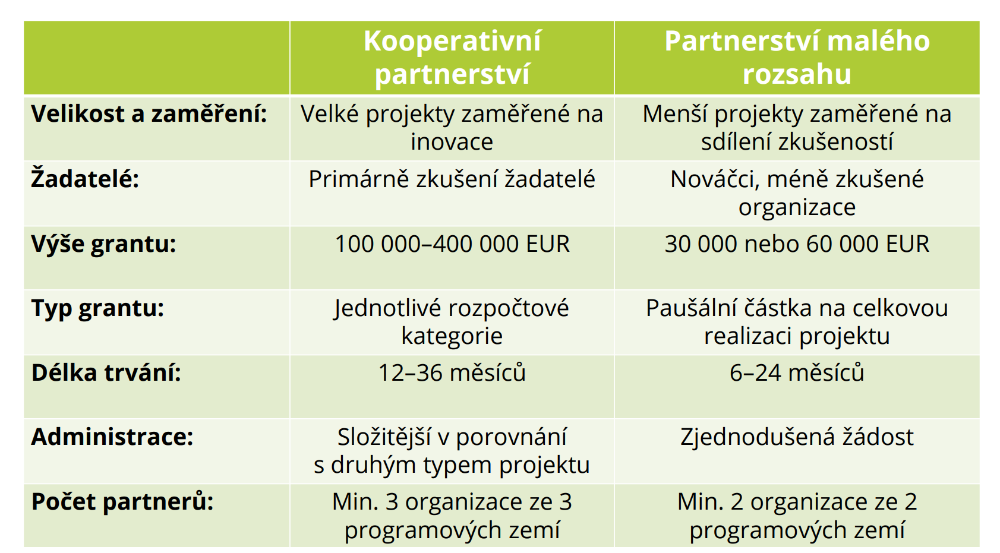 Kooperativní
partnerství
Partnerství malého
rozsahu
Velikost a zaměření:
Velké projekty zaměřené na
inovace
Menší projekty zaměřené na
sdílení zkušeností
Žadatelé:
Primárně zkušení žadatelé
Nováčci, méně zkušené
organizace
Výše grantu:
100 000–400 000 EUR
30 000 nebo 60 000 EUR
Typ grantu:
Jednotlivé rozpočtové
kategorie
Paušální částka na celkovou
realizaci projektu
Délka trvání:
12–36 měsíců
6–24 měsíců
Administrace:
Složitější v porovnání
s druhým typem projektu
Zjednodušená žádost
Počet partnerů:
Min. 3 organizace ze 3
programových zemí
Min. 2 organizace ze 2
programových zemí